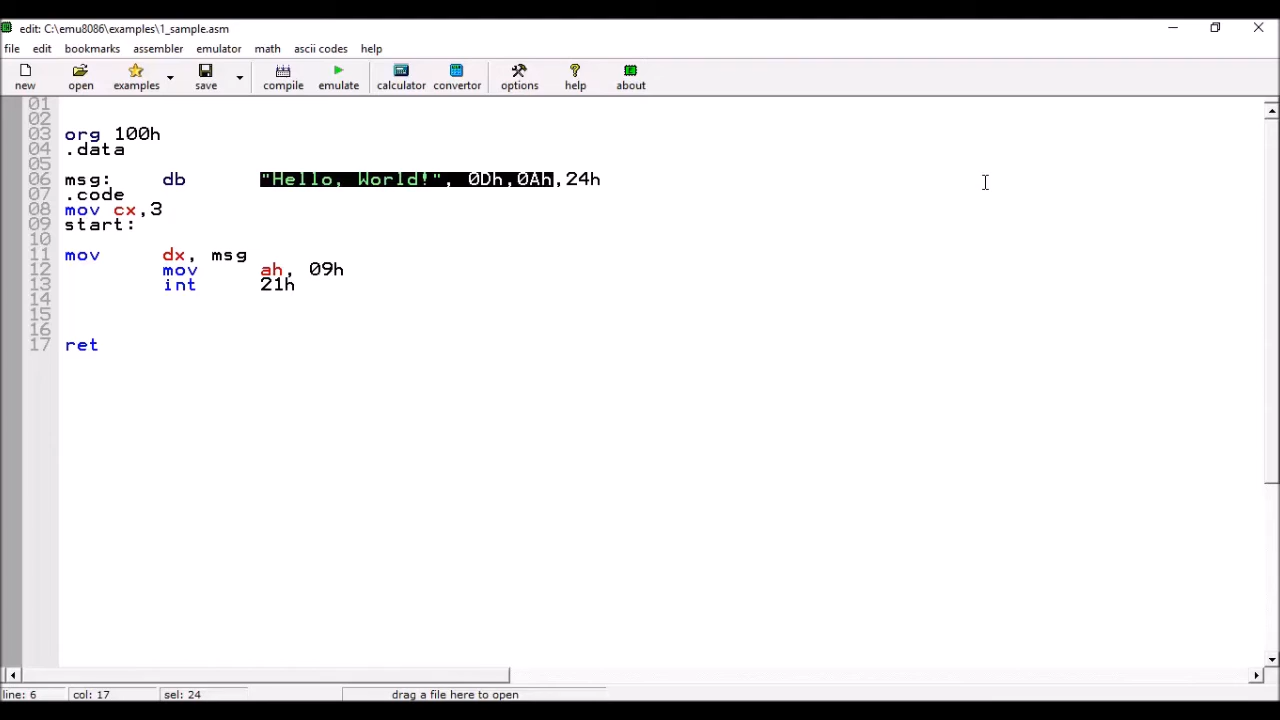 edit: C:\emu8086\examples\1_sample.asm
file edit bookmarks assembler emulator math ascii codes help
new open examples save compile emulate calculator convertor options help about
01
02
03 org 100h
04 .data
05
06 msg: db "Hello, World!", 0Dh,0Ah,24h
07 .code
08 mov cx,3
09 start:
10
11 mov dx, msg
12 mov ah, 09h
13 int 21h
14
15
16
17 ret
line: 6 col: 17 sel: 24 drag a file here to open